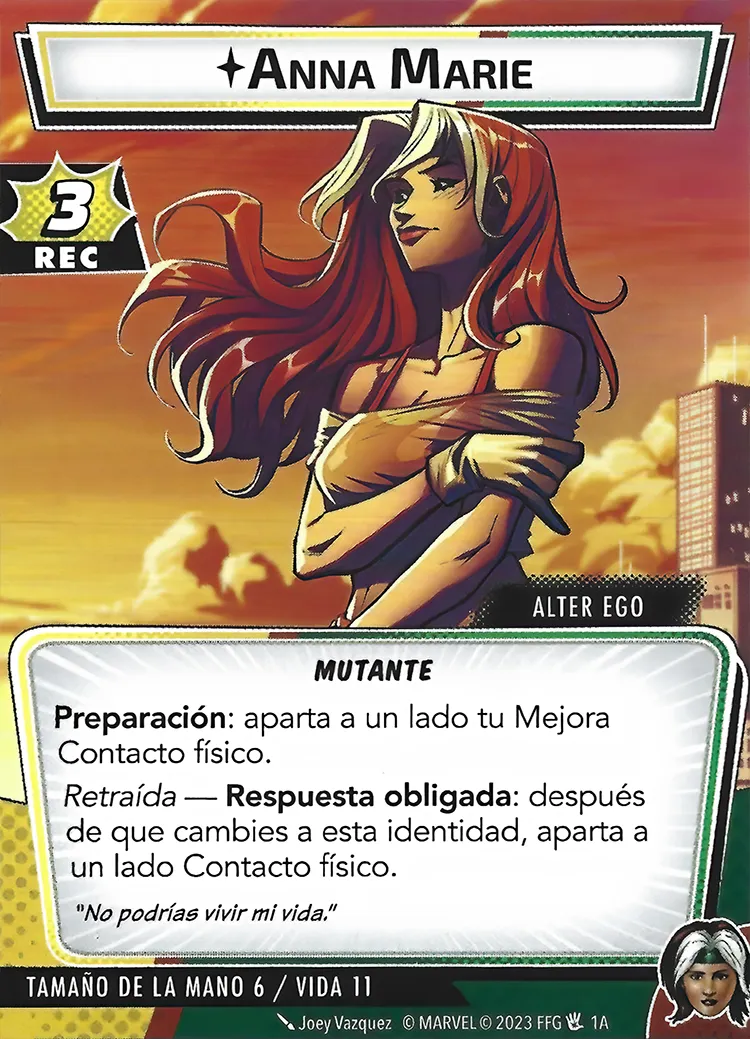 ANNA MARIE
3
REC
ALTER EGO
MUTANTE
Preparación: aparta a un lado tu Mejora
Contacto físico.
Retraída — Respuesta obligada: después
de que cambies a esta identidad, aparta a
un lado Contacto físico.
"No podrías vivir mi vida."
TAMAÑO DE LA MANO 6 / VIDA 11
Joey Vazquez © MARVEL © 2023 FFG 1A